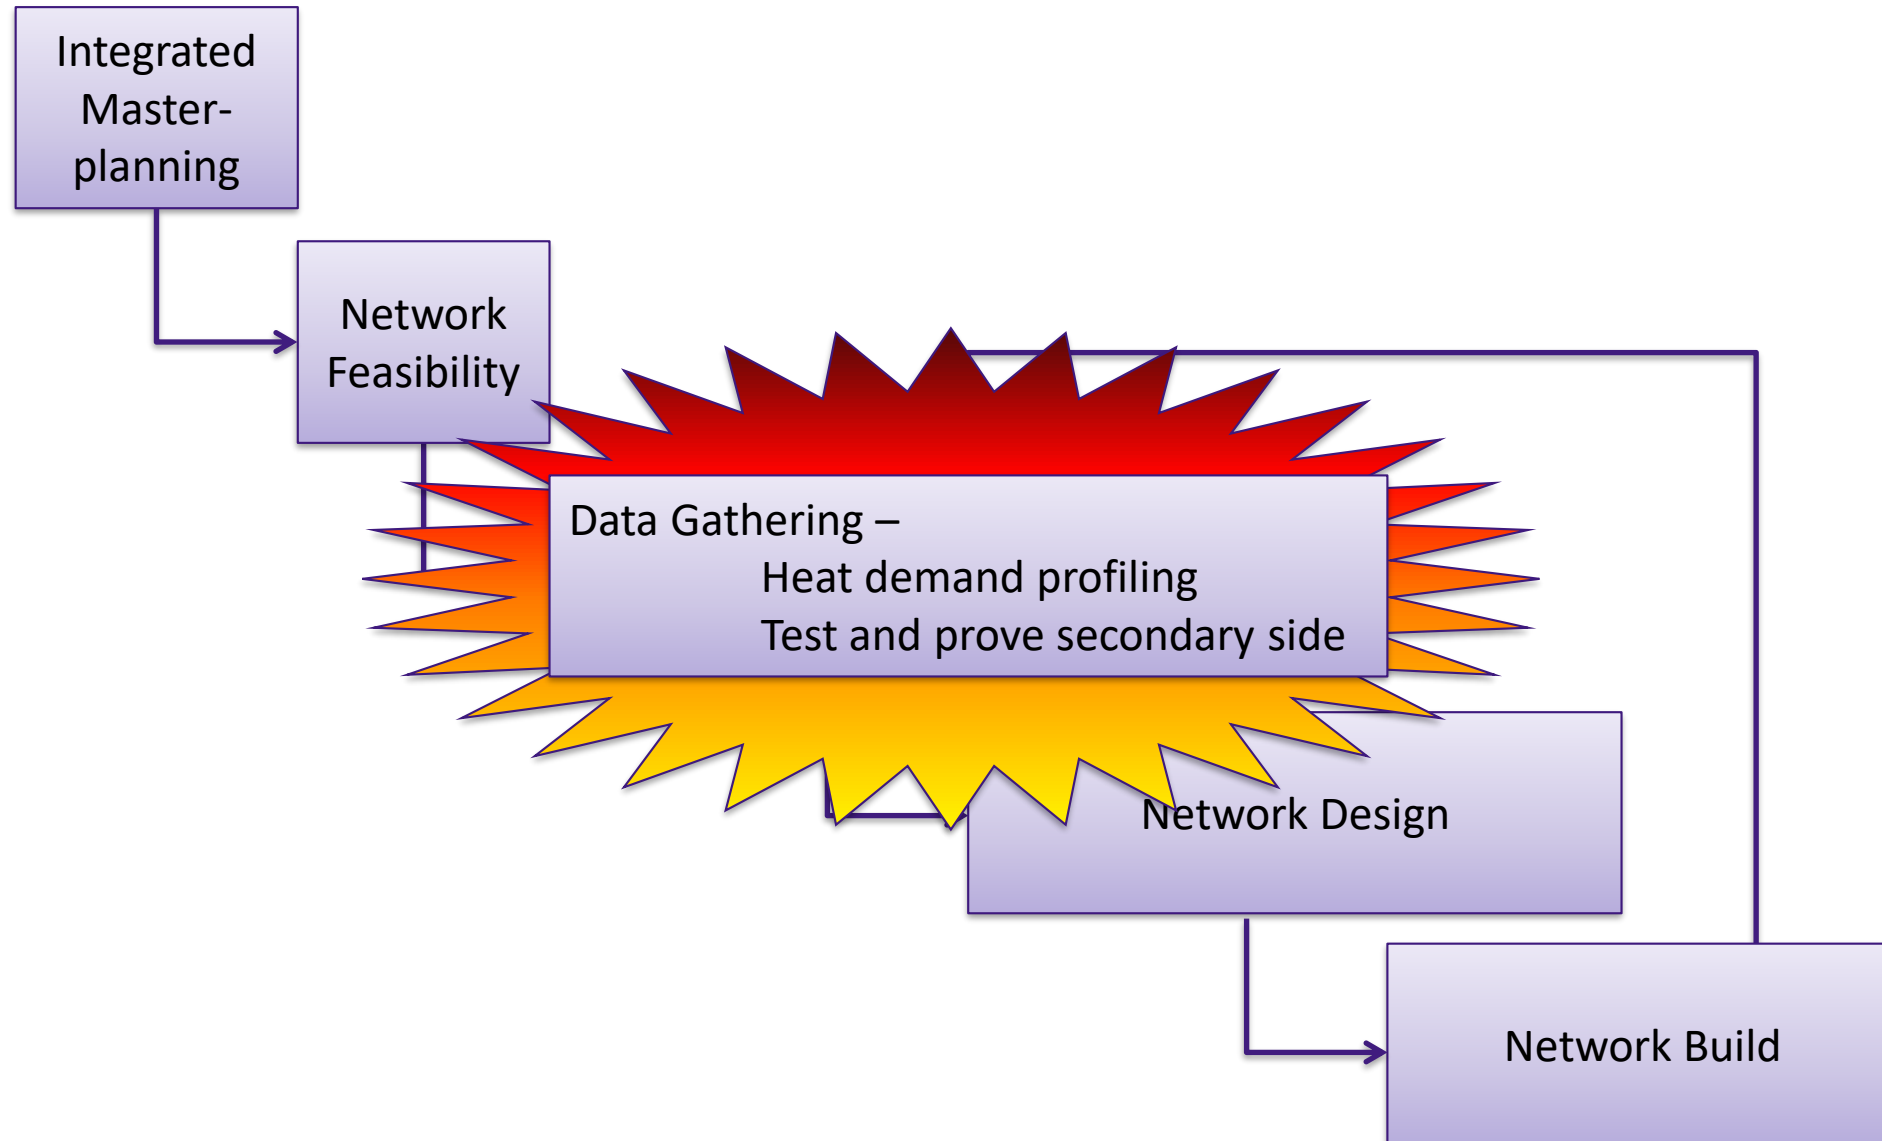 Integrated
Master-
planning
Network
Feasibility
Data Gathering –
Heat demand profiling
Test and prove secondary side
Network Design
Network Build